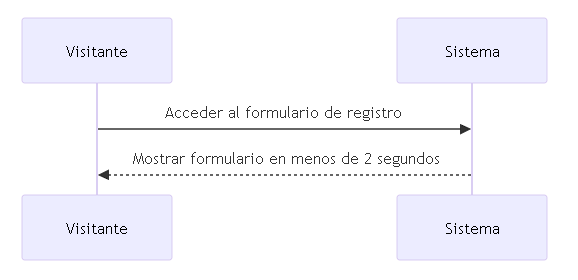 Visitante
Sistema
Acceder al formulario de registro
Mostrar formulario en menos de 2 segundos
Visitante
Sistema